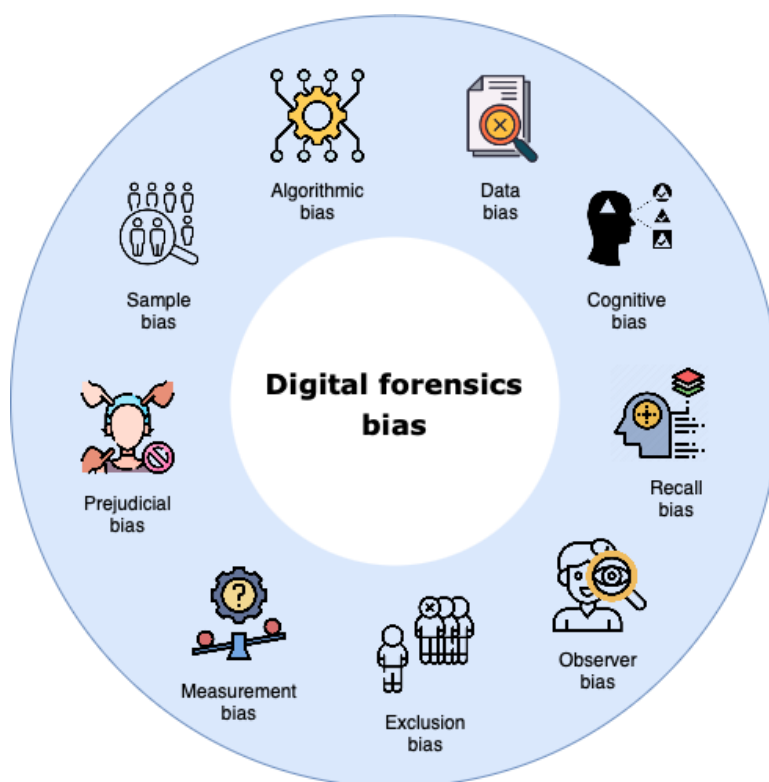 Algorithmic
bias
Data
bias
Sample
bias
Cognitive
bias
Digital forensics
bias
Prejudicial
bias
Recall
bias
Measurement
bias
Exclusion
bias
Observer
bias
?